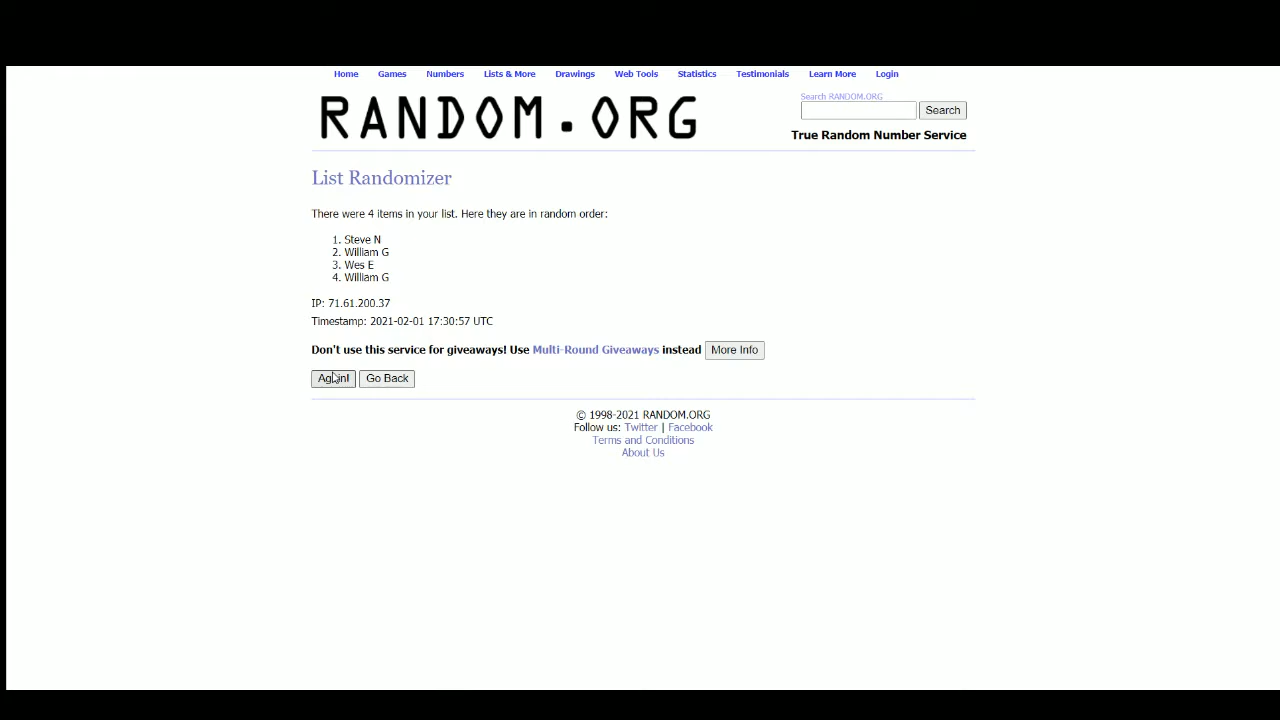 Home Games Numbers Lists & More Drawings Web Tools Statistics Testimonials Learn More Login
RANDOM.ORG
Search RANDOM.ORG
Search
True Random Number Service
List Randomizer
There were 4 items in your list. Here they are in random order:
1. Steve N
2. William G
3. Wes E
4. William G
IP: 71.61.200.37
Timestamp: 2021-02-01 17:30:57 UTC
Don't use this service for giveaways! Use Multi-Round Giveaways instead More Info
Again! Go Back
© 1998-2021 RANDOM.ORG
Follow us: Twitter | Facebook
Terms and Conditions
About Us